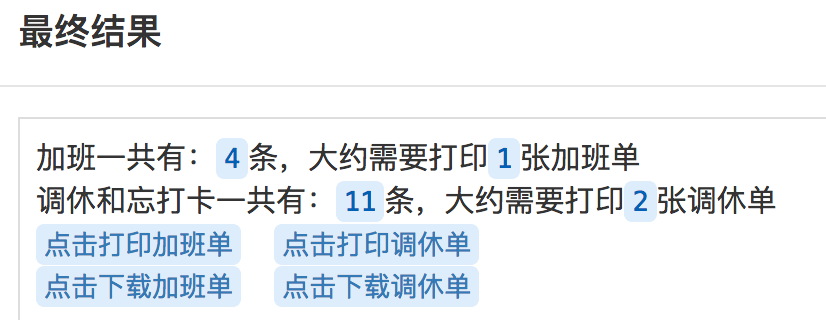 最终结果
加班一共有：4条，大约需要打印1张加班单
调休和忘打卡一共有：11条，大约需要打印2张调休单
点击打印加班单 点击打印调休单
点击下载加班单 点击下载调休单